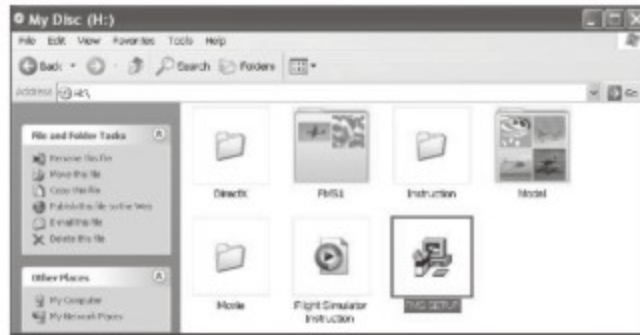 My Disc (H:)
File Edit View Favorites Tools Help
Back Search Folders
Address H:\ Go
File and Folder Tasks
Rename this file
Move this file
Copy this file
Publish this file to the Web
E-mail this file
Delete this file
Other Places
My Computer
My Network Places
DirectX
FMS1
Instruction
Model
Movie
Flight Simulator
Instruction
SETUP